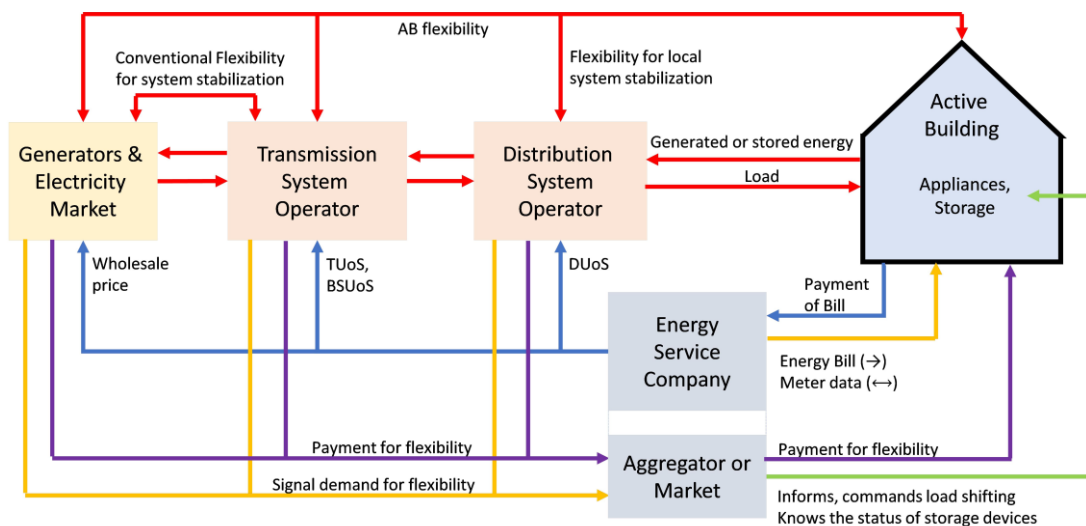 AB flexibility
Conventional Flexibility
for system stabilization
Flexibility for local
system stabilization
Generators &
Electricity
Market
Transmission
System
Operator
Distribution
System
Operator
Generated or stored energy
Load
Active
Building
Appliances,
Storage
Wholesale
price
TUoS,
BSUoS
DUoS
Payment
of Bill
Energy
Service
Company
Energy Bill (→)
Meter data (↔)
Payment for flexibility
Signal demand for flexibility
Aggregator or
Market
Payment for flexibility
Informs, commands load shifting
Knows the status of storage devices